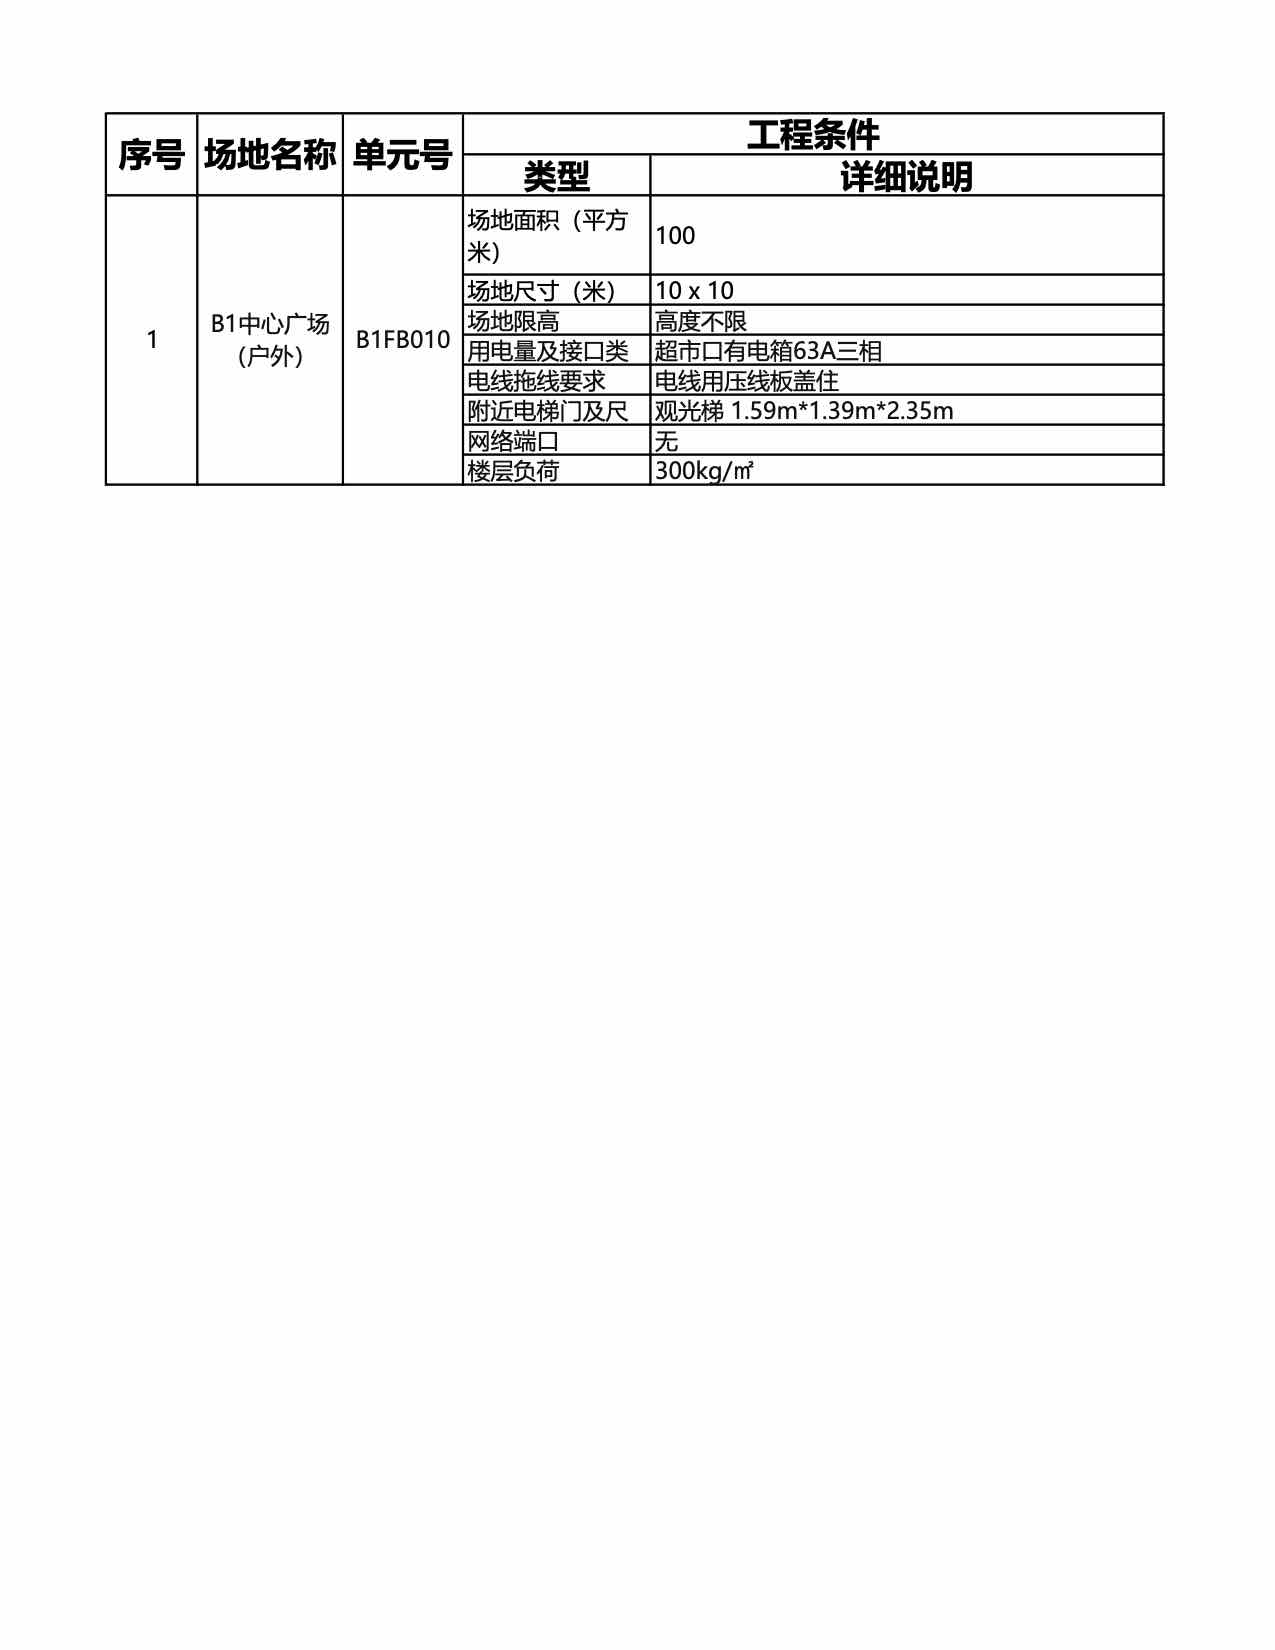 序号 场地名称 单元号 工程条件
类型 详细说明
1 B1中心广场
（户外） B1FB010 场地面积（平方
米） 100
场地尺寸（米） 10 x 10
场地限高 高度不限
用电量及接口类 超市口有电箱63A三相
电线拖线要求 电线用压线板盖住
附近电梯门及尺 观光梯 1.59m*1.39m*2.35m
网络端口 无
楼层负荷 300kg/㎡